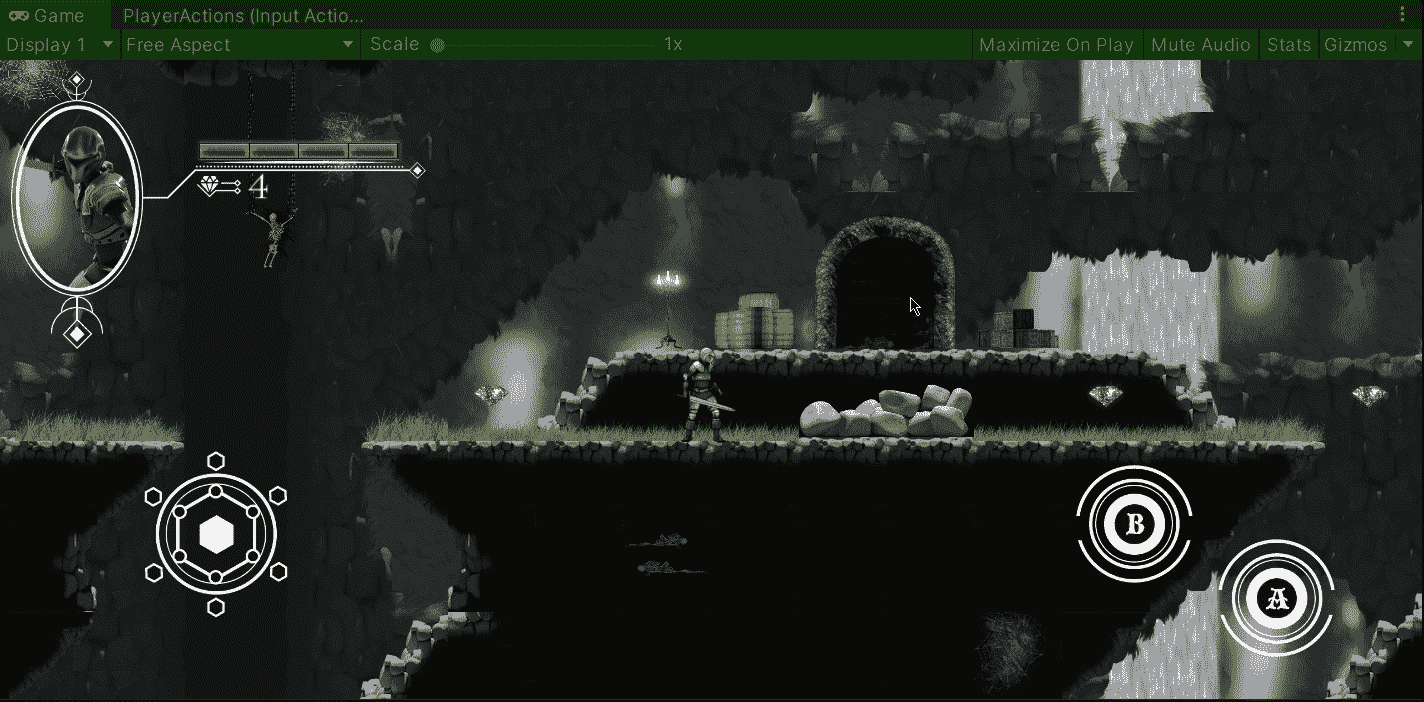 Game PlayerActions (Input Actio...
Display 1 Free Aspect Scale 1x Maximize On Play Mute Audio Stats Gizmos
4
B
A